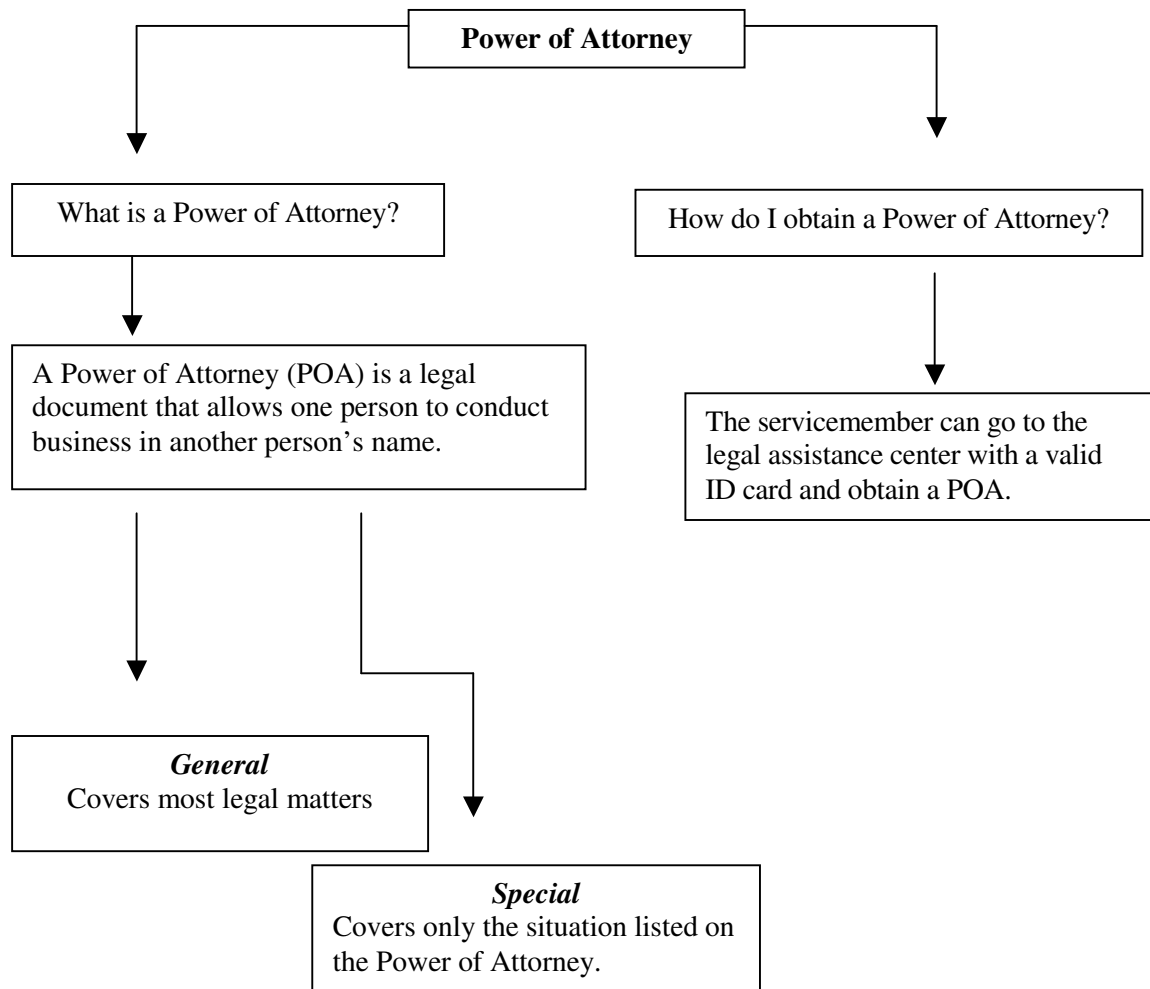 Power of Attorney
What is a Power of Attorney?
How do I obtain a Power of Attorney?
A Power of Attorney (POA) is a legal
document that allows one person to conduct
business in another person's name.
The servicemember can go to the
legal assistance center with a valid
ID card and obtain a POA.
General
Covers most legal matters
Special
Covers only the situation listed on
the Power of Attorney.